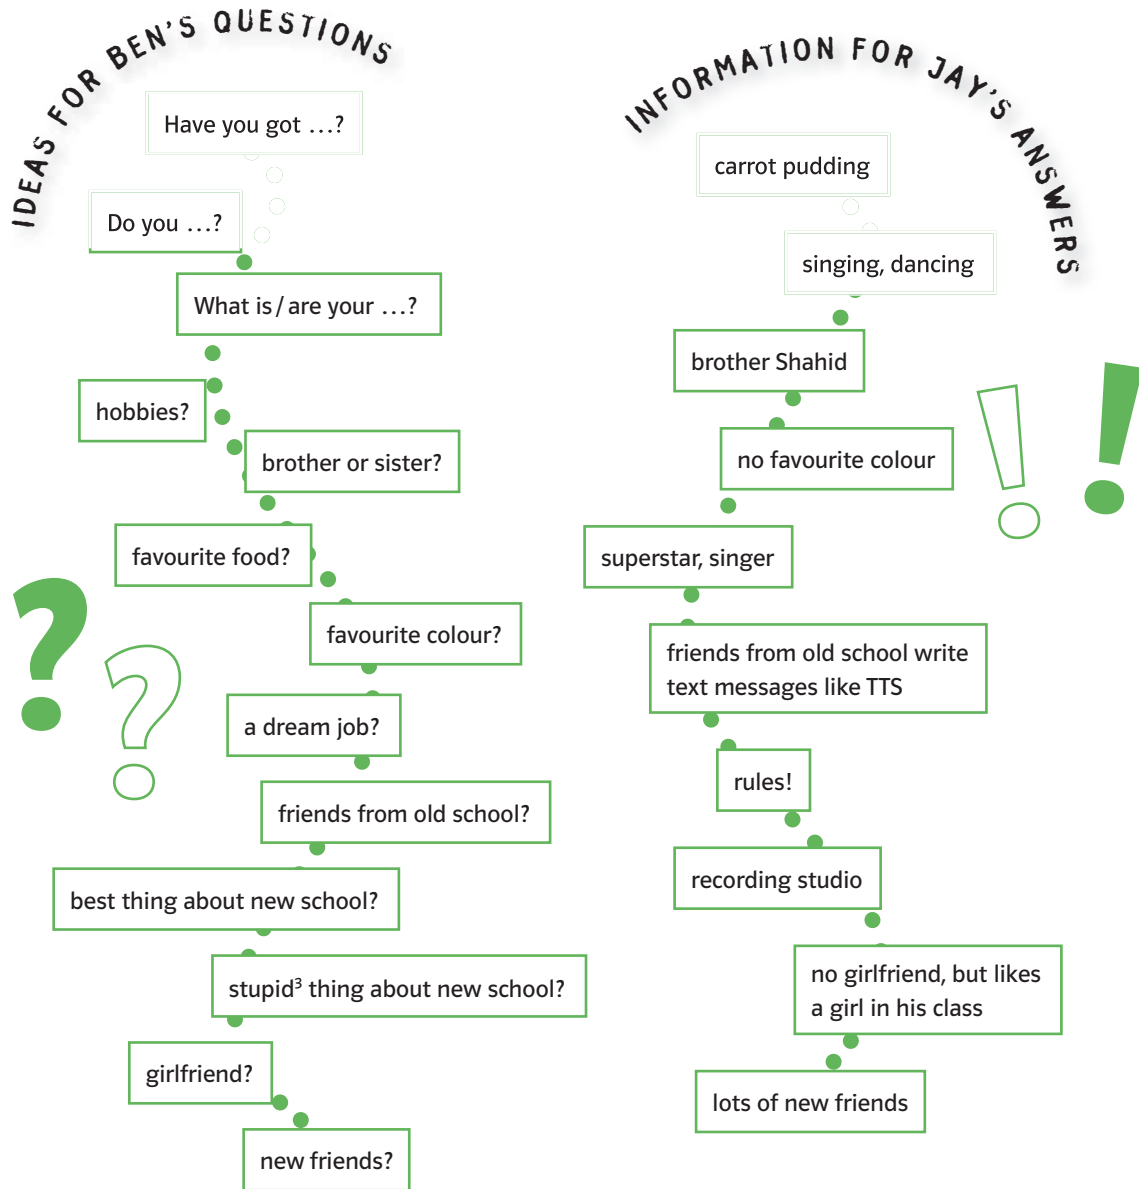 IDEAS FOR BEN'S QUESTIONS
Have you got …?
Do you …?
What is / are your …?
hobbies?
brother or sister?
favourite food?
favourite colour?
a dream job?
friends from old school?
best thing about new school?
stupid³ thing about new school?
girlfriend?
new friends?
INFORMATION FOR JAY'S ANSWERS
carrot pudding
singing, dancing
brother Shahid
no favourite colour
superstar, singer
friends from old school write
text messages like TTS
rules!
recording studio
no girlfriend, but likes
a girl in his class
lots of new friends